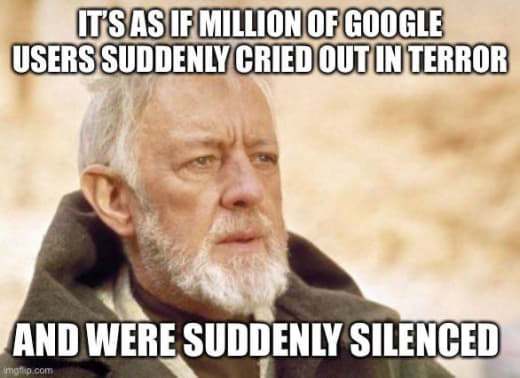 IT'S AS IF MILLION OF GOOGLE
USERS SUDDENLY CRIED OUT IN TERROR
AND WERE SUDDENLY SILENCED
imgflip.com